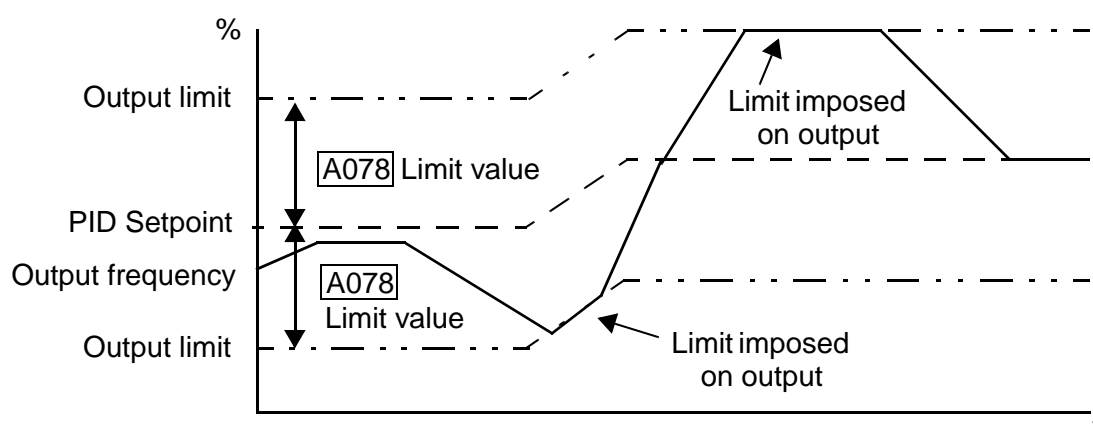 %
Output limit
Limit imposed
on output
A078 Limit value
PID Setpoint
Output frequency
A078
Limit value
Output limit
Limit imposed
on output